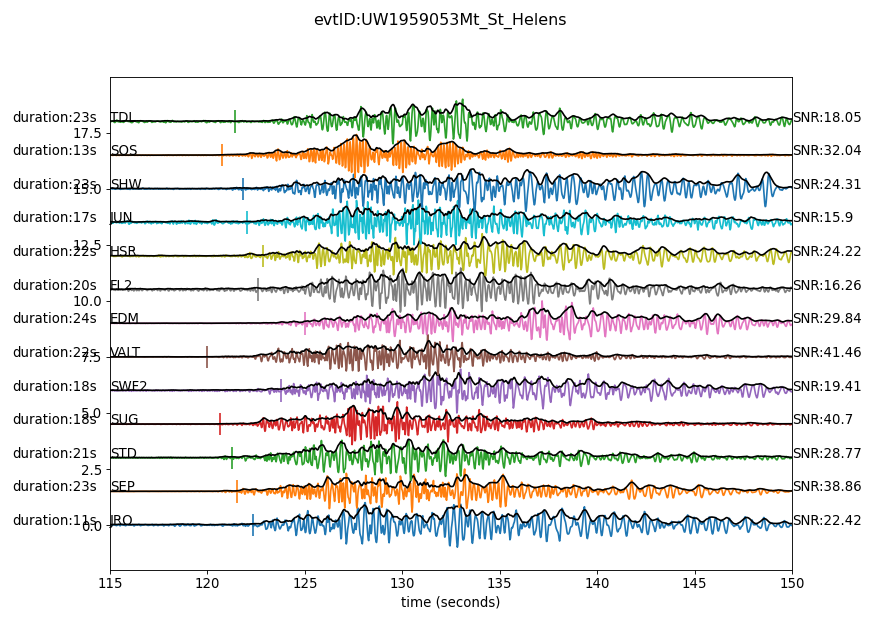 evtID:UW1959053Mt_St_Helens
duration:23s TDL SNR:18.05
17.5
duration:13s SOS SNR:32.04
duration:23s SHW SNR:24.31
15.0
duration:17s JUN SNR:15.9
12.5
duration:22s HSR SNR:24.22
duration:20s FL2 SNR:16.26
10.0
duration:24s EDM SNR:29.84
duration:22s VALT SNR:41.46
7.5
duration:18s SWF2 SNR:19.41
5.0
duration:18s SUG SNR:40.7
duration:21s STD SNR:28.77
2.5
duration:23s SEP SNR:38.86
duration:11s JRO SNR:22.42
0.0
115 120 125 130 135 140 145 150
time (seconds)